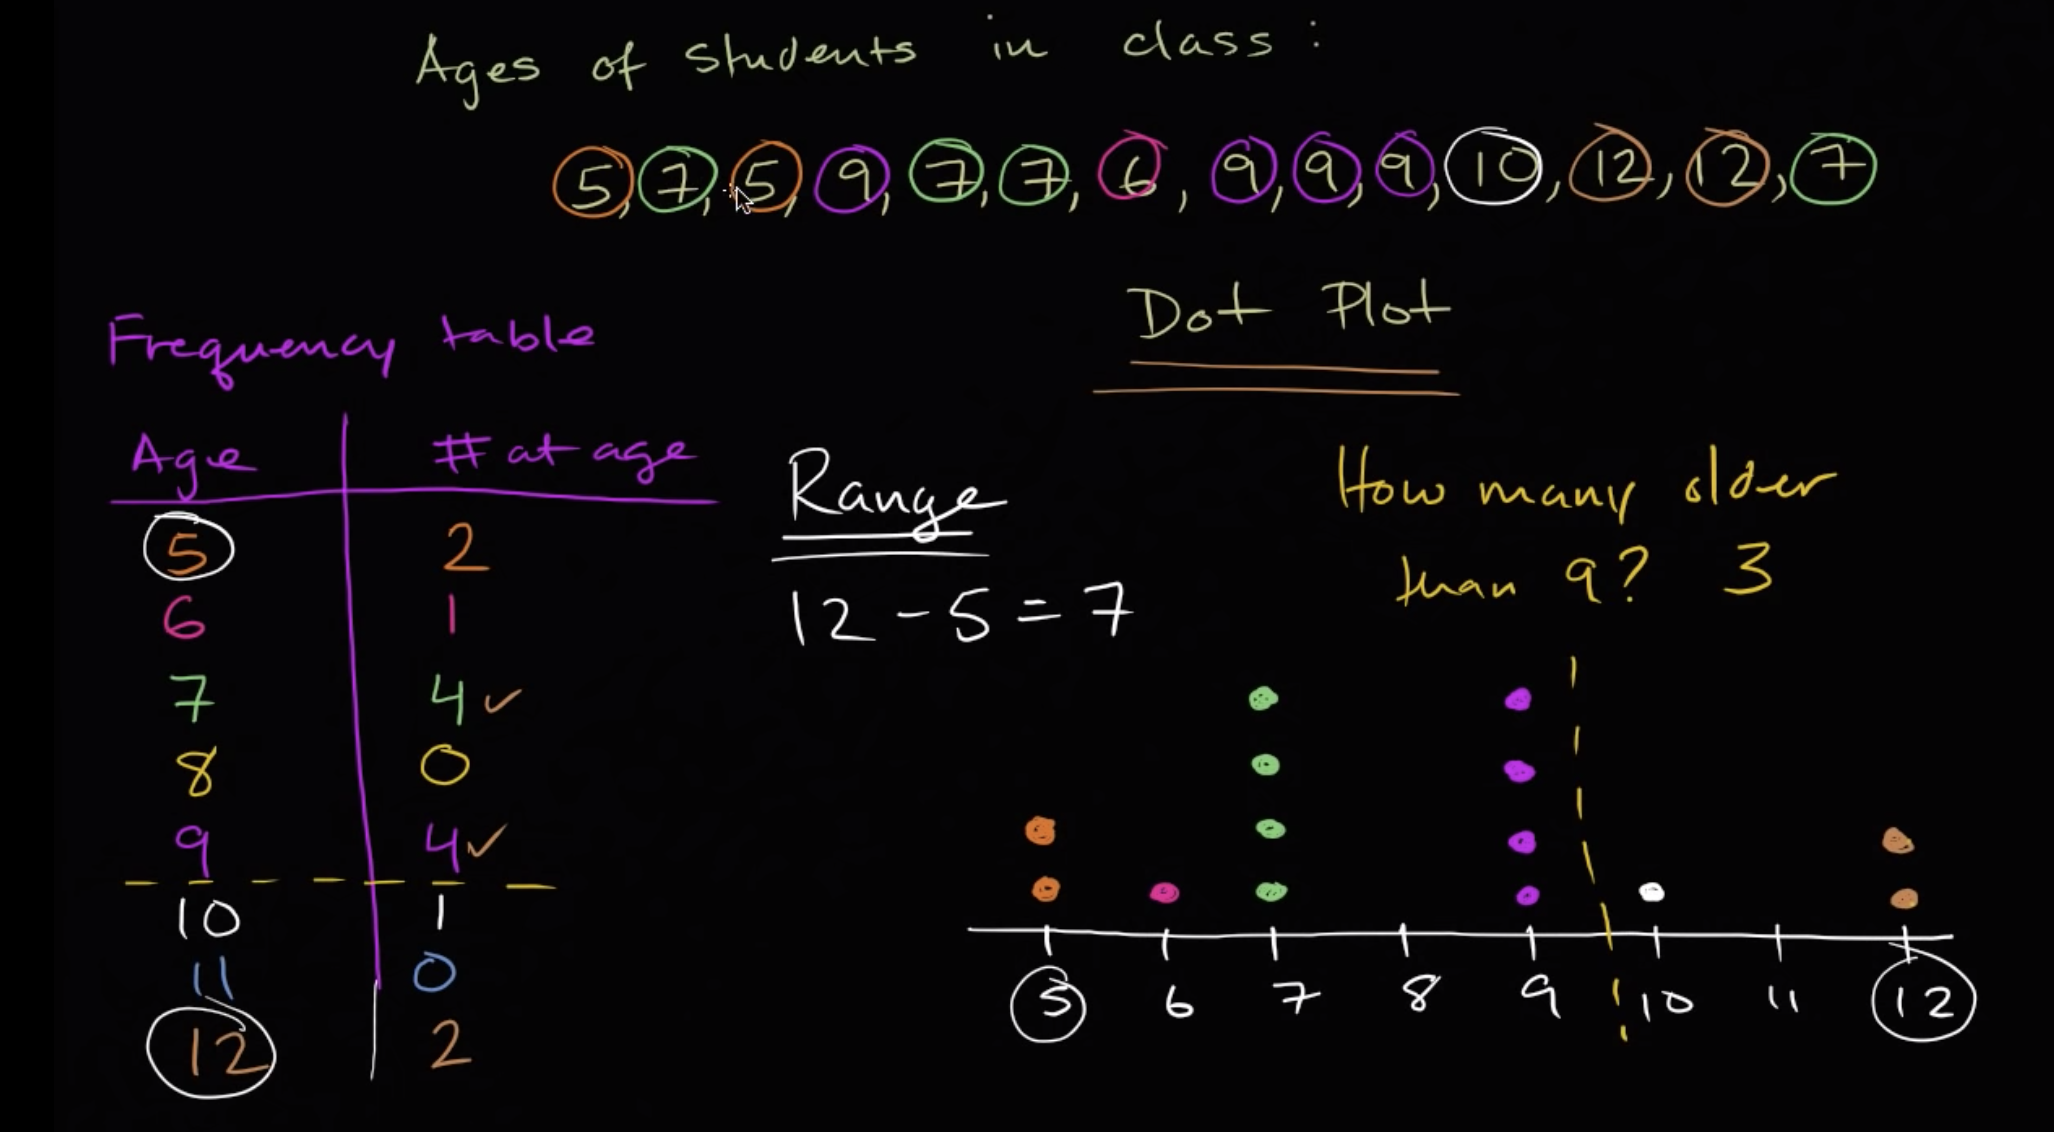 Ages of students in class:
5, 7, 5, 9, 7, 7, 6, 9, 9, 9, 10, 12, 12, 7
Dot Plot
Frequency table
Age # at age
5 2
6 1
7 4 ✓
8 0
9 4 ✓
10 1
11 0
12 2
Range
12 - 5 = 7
How many older
than 9? 3
5 6 7 8 9 10 11 12